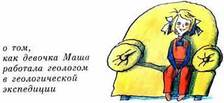 о том,
как девочка Маша
работала геологом
в геологической
экспедиции